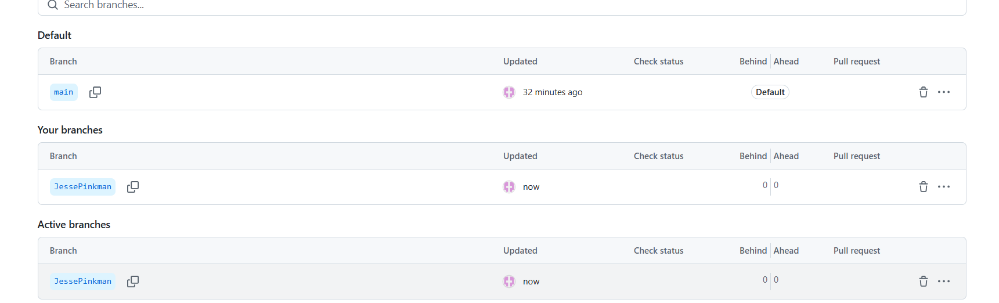 Search branches...
Default
Branch Updated Check status Behind Ahead Pull request
main 32 minutes ago Default
Your branches
Branch Updated Check status Behind Ahead Pull request
JessePinkman now 0 0
Active branches
Branch Updated Check status Behind Ahead Pull request
JessePinkman now 0 0